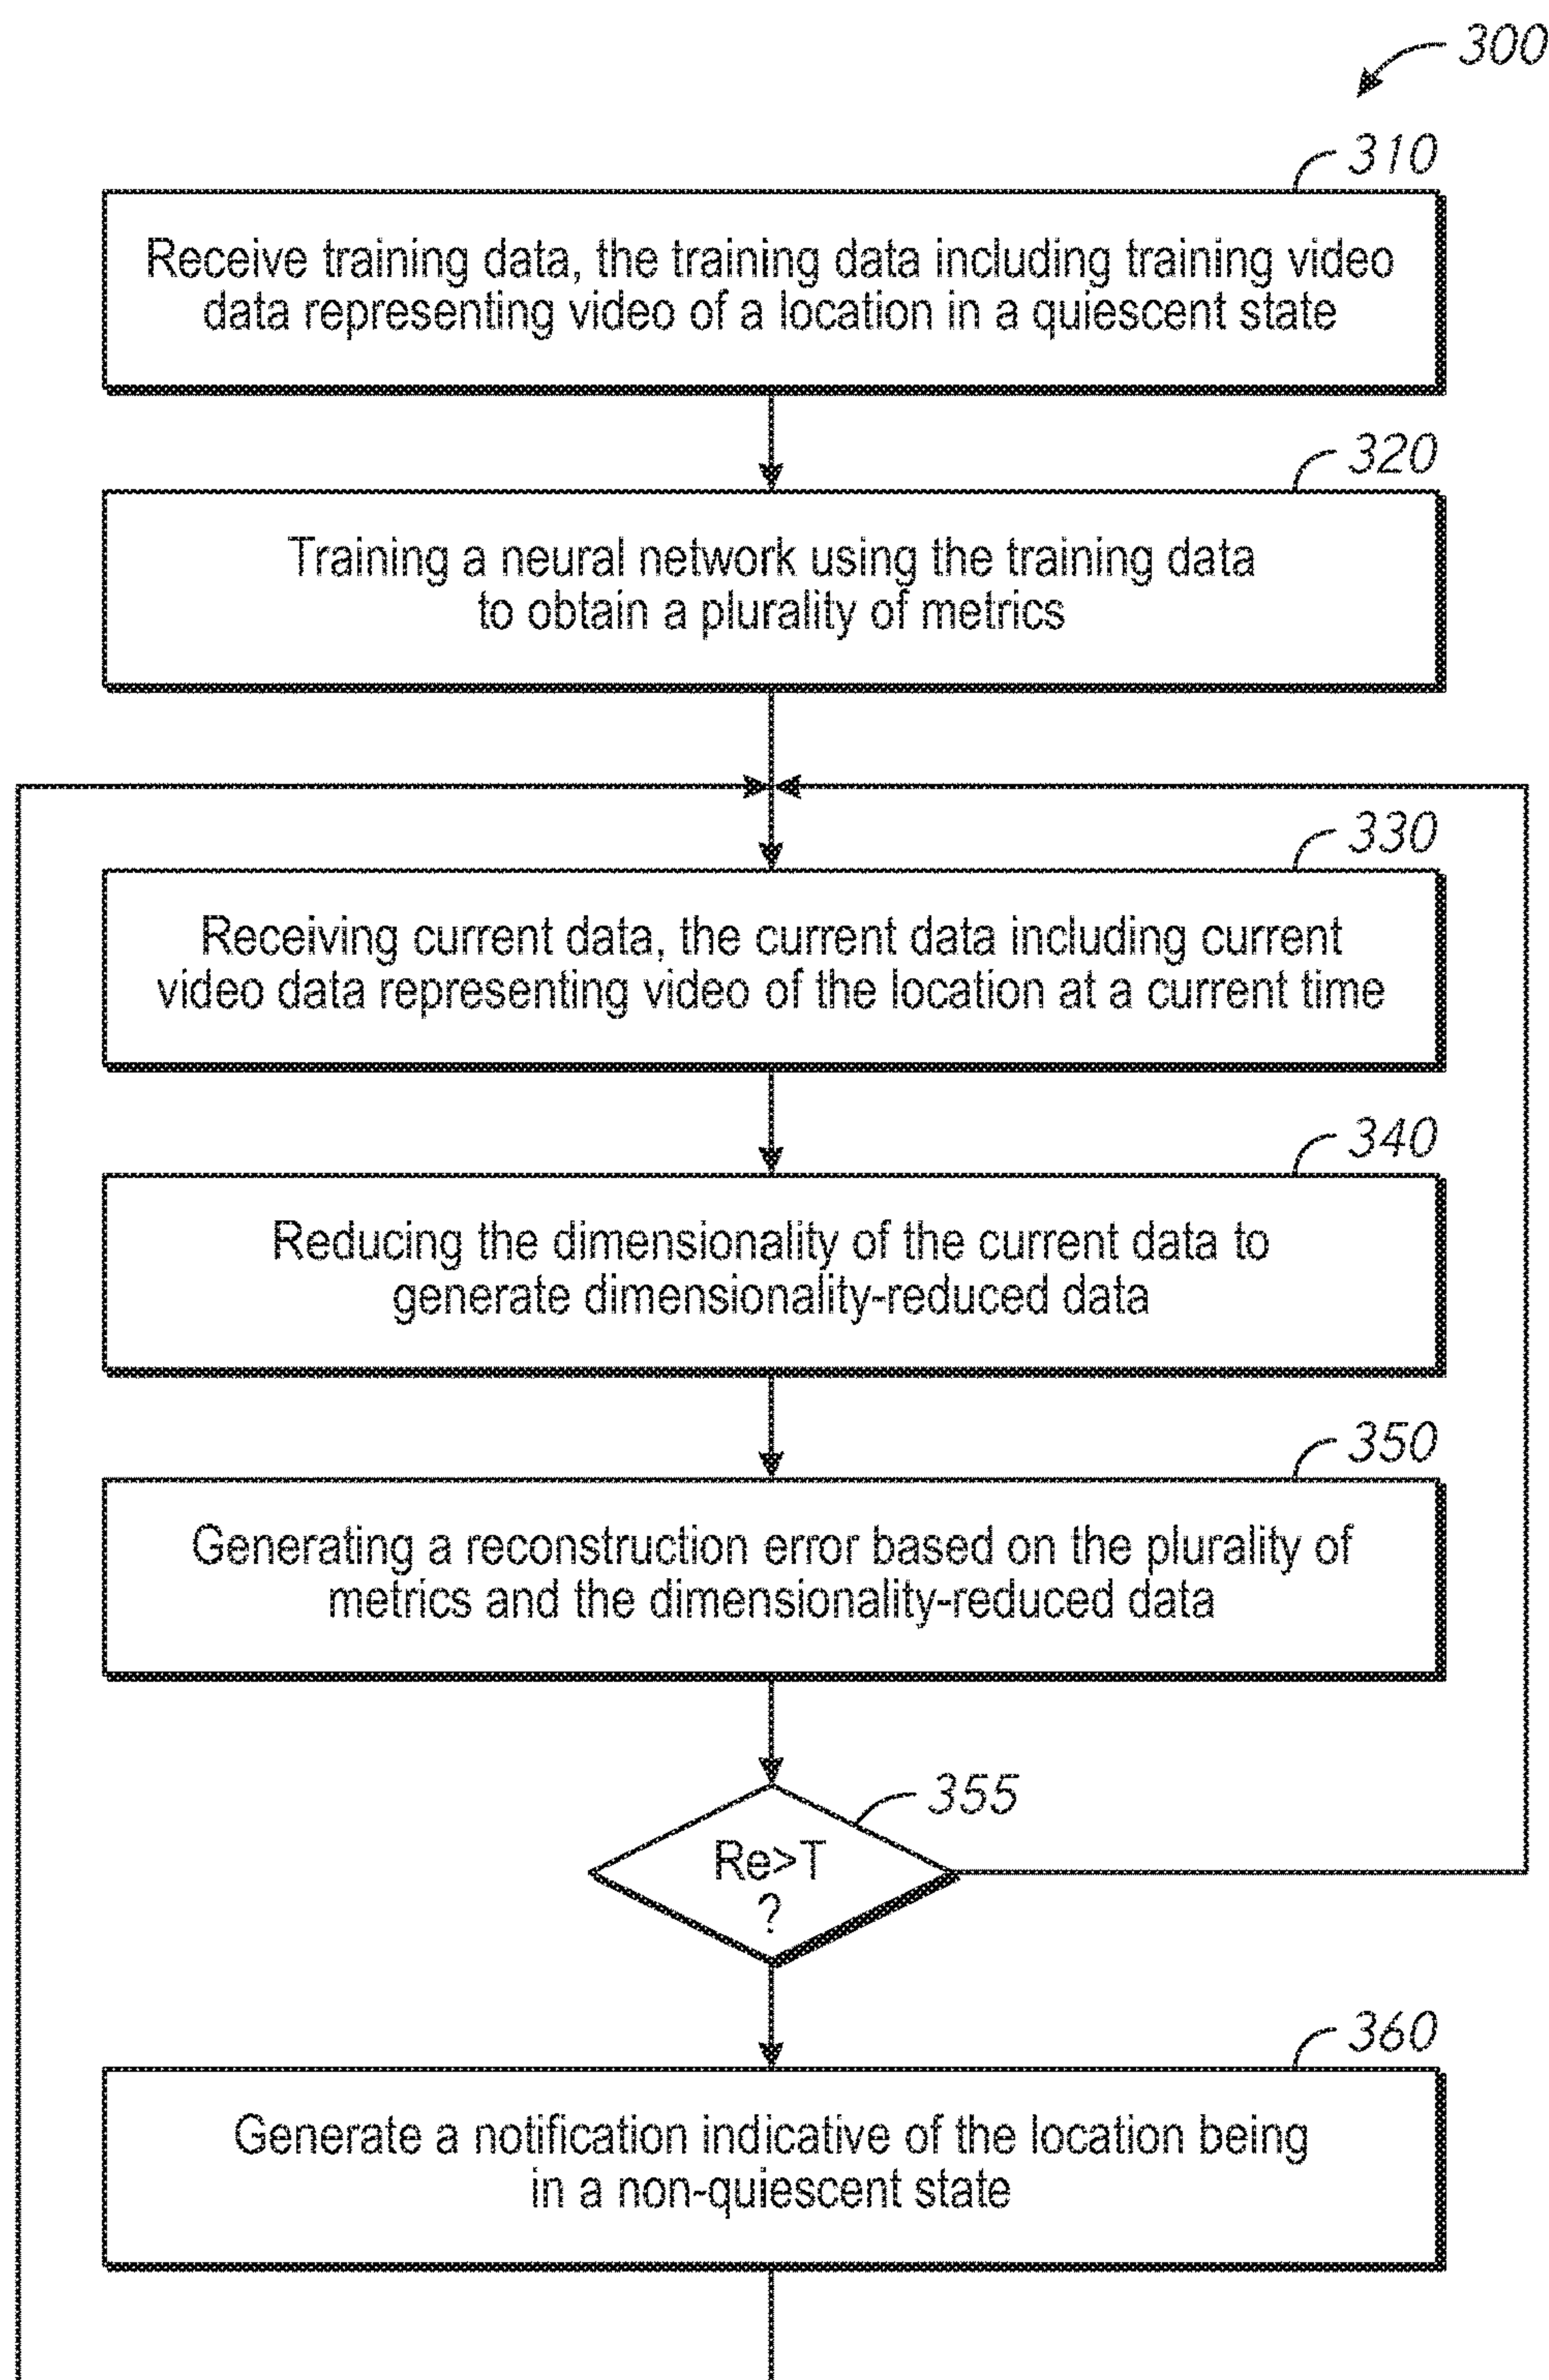 300
310
Receive training data, the training data including training video
data representing video of a location in a quiescent state
320
Training a neural network using the training data
to obtain a plurality of metrics
330
Receiving current data, the current data including current
video data representing video of the location at a current time
340
Reducing the dimensionality of the current data to
generate dimensionality-reduced data
350
Generating a reconstruction error based on the plurality of
metrics and the dimensionality-reduced data
355
Re>T
?
360
Generate a notification indicative of the location being
in a non-quiescent state